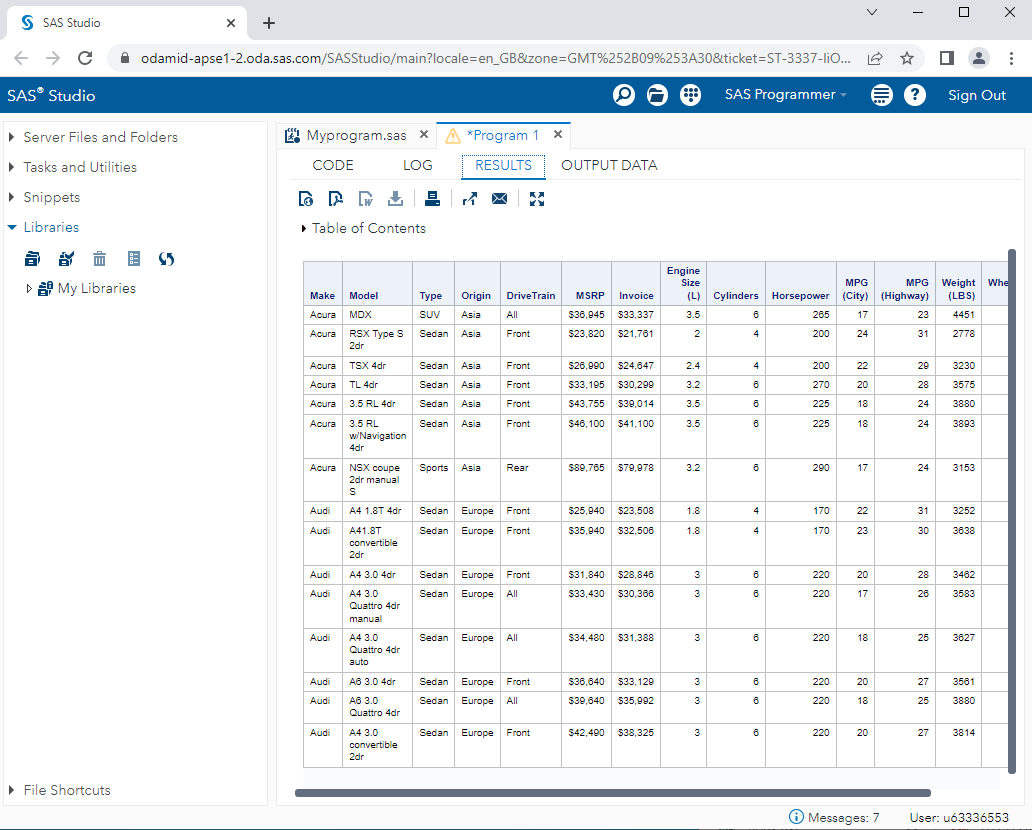 SAS Studio
odamid-apse1-2.oda.sas.com/SASStudio/main?locale=en_GB&zone=GMT%252B09%253A30&ticket=ST-3337-liO...
SAS® Studio
SAS Programmer
Sign Out
Server Files and Folders
Tasks and Utilities
Snippets
Libraries
My Libraries
File Shortcuts
Myprogram.sas
*Program 1
CODE LOG RESULTS OUTPUT DATA
Table of Contents
Make Model Type Origin DriveTrain MSRP Invoice Engine Size (L) Cylinders Horsepower MPG (City) MPG (Highway) Weight (LBS) Whe
Acura MDX SUV Asia All $36,945 $33,337 3.5 6 265 17 23 4451
Acura RSX Type S 2dr Sedan Asia Front $23,820 $21,761 2 4 200 24 31 2778
Acura TSX 4dr Sedan Asia Front $26,990 $24,647 2.4 4 200 22 29 3230
Acura TL 4dr Sedan Asia Front $33,195 $30,299 3.2 6 270 20 28 3575
Acura 3.5 RL 4dr Sedan Asia Front $43,755 $39,014 3.5 6 225 18 24 3880
Acura 3.5 RL w/Navigation 4dr Sedan Asia Front $46,100 $41,100 3.5 6 225 18 24 3893
Acura NSX coupe 2dr manual S Sports Asia Rear $89,765 $79,978 3.2 6 290 17 24 3153
Audi A4 1.8T 4dr Sedan Europe Front $25,940 $23,508 1.8 4 170 22 31 3252
Audi A41.8T convertible 2dr Sedan Europe Front $35,940 $32,506 1.8 4 170 23 30 3638
Audi A4 3.0 4dr Sedan Europe Front $31,840 $28,846 3 6 220 20 28 3462
Audi A4 3.0 Quattro 4dr manual Sedan Europe All $33,430 $30,366 3 6 220 17 26 3583
Audi A4 3.0 Quattro 4dr auto Sedan Europe All $34,480 $31,388 3 6 220 18 25 3627
Audi A6 3.0 4dr Sedan Europe Front $36,640 $33,129 3 6 220 20 27 3561
Audi A6 3.0 Quattro 4dr Sedan Europe All $39,640 $35,992 3 6 220 18 25 3880
Audi A4 3.0 convertible 2dr Sedan Europe Front $42,490 $38,325 3 6 220 20 27 3814
Messages: 7
User: u63336553